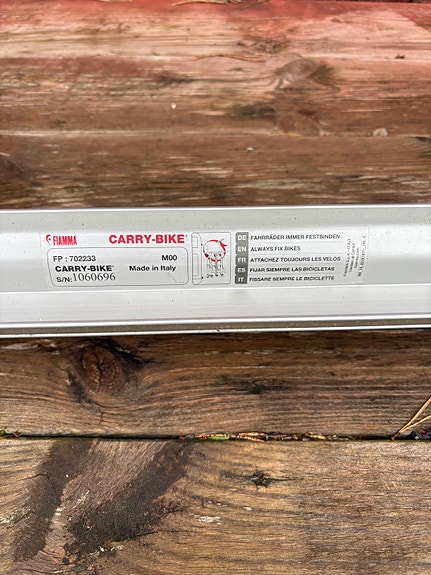 FIAMMA
CARRY-BIKE®
FP : 702233 M00
CARRY-BIKE® Made in Italy
S/N: 1060696
DE FAHRRÄDER IMMER FESTBINDEN
EN ALWAYS FIX BIKES
FR ATTACHEZ TOUJOURS LES VELOS
ES FIJAR SIEMPRE LAS BICICLETAS
IT FISSARE SEMPRE LE BICICLETTE